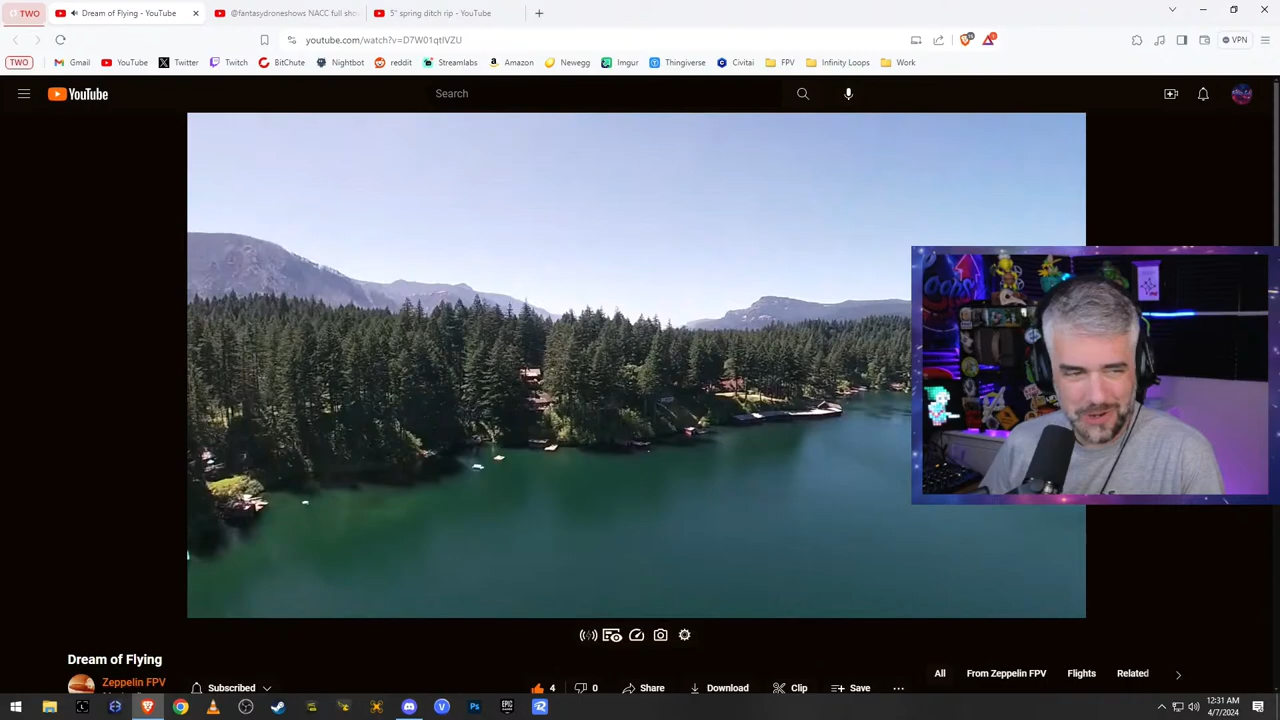 TWO
Dream of Flying - YouTube
@fantasydroneshows NACC full sho
5" spring ditch rip - YouTube
youtube.com/watch?v=D7W01qtIVZU
VPN
TWO
Gmail
YouTube
Twitter
Twitch
BitChute
Nightbot
reddit
Streamlabs
Amazon
Newegg
Imgur
Thingiverse
Civitai
FPV
Infinity Loops
Work
YouTube
Search
Dream of Flying
Zeppelin FPV
Subscribed
4
0
Share
Download
Clip
Save
All
From Zeppelin FPV
Flights
Related
12:31 AM
4/7/2024